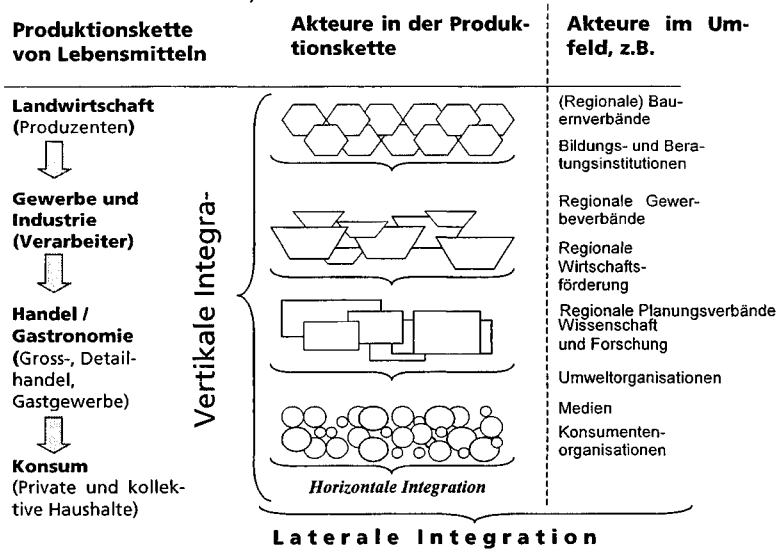 Produktionskette
von Lebensmitteln
Akteure in der Produk-
tionskette
Akteure im Um-
feld, z.B.
Landwirtschaft
(Produzenten)
Gewerbe und
Industrie
(Verarbeiter)
Handel /
Gastronomie
(Gross-, Detail-
handel,
Gastgewerbe)
Konsum
(Private und kollek-
tive Haushalte)
Vertikale Integra-
Horizontale Integration
(Regionale) Bau-
ernverbände
Bildungs- und Bera-
tungsinstitutionen
Regionale Gewer-
beverbände
Regionale
Wirtschafts-
förderung
Regionale Planungsverbände
Wissenschaft
und Forschung
Umweltorganisationen
Medien
Konsumenten-
organisationen
Laterale Integration